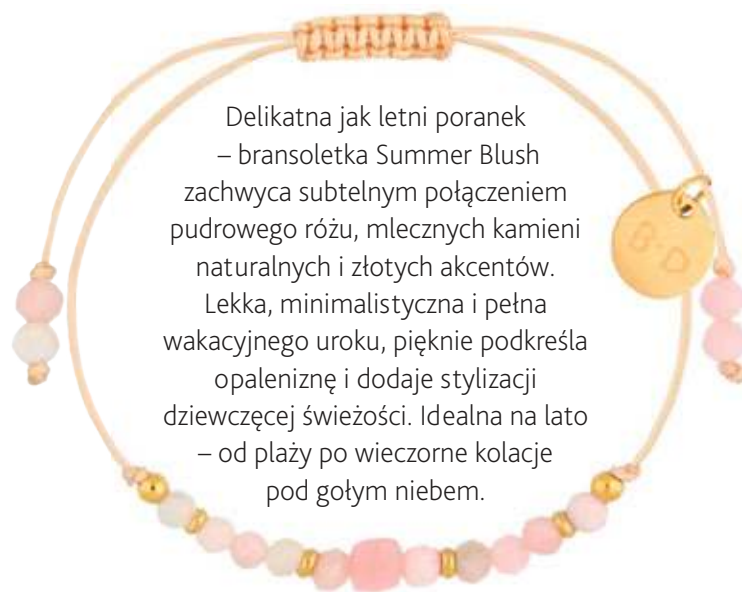 Delikatna jak letni poranek
– bransoletka Summer Blush
zachwyca subtelnym połączeniem
pudrowego różu, mlecznych kamieni
naturalnych i złotych akcentów.
Lekka, minimalistyczna i pełna
wakacyjnego uroku, pięknie podkreśla
opaleniznę i dodaje stylizacji
dziewczęcej świeżości. Idealna na lato
– od plaży po wieczorne kolacje
pod gołym niebem.
B·D